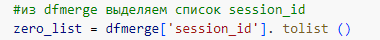 #из dfmerge выделяем список session_id
zero_list = dfmerge['session_id']. tolist ()